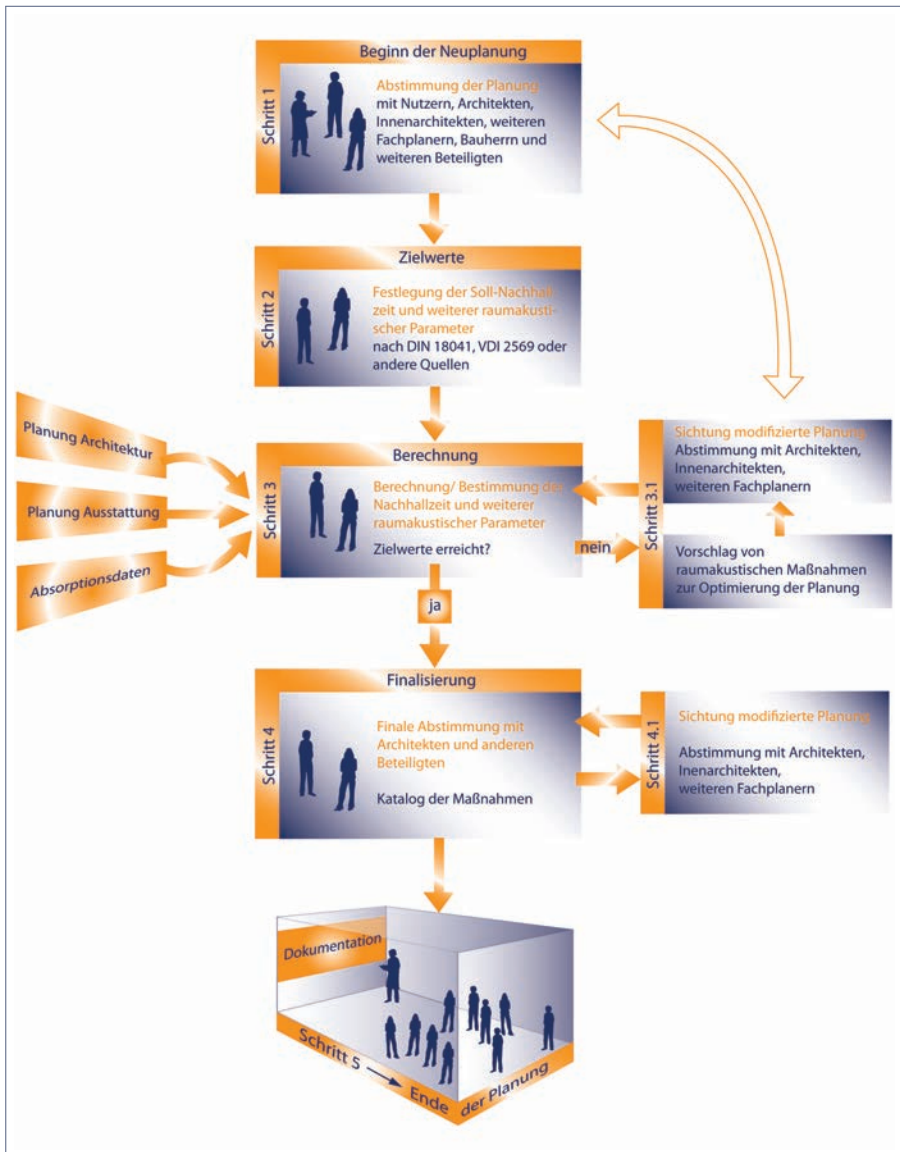 Beginn der Neuplanung
Schritt 1
Abstimmung der Planung
mit Nutzern, Architekten,
Innenarchitekten, weiteren
Fachplanern, Bauherrn und
weiteren Beteiligten
Zielwerte
Schritt 2
Festlegung der Soll-Nachhall-
zeit und weiterer raumakusti-
scher Parameter
nach DIN 18041, VDI 2569 oder
andere Quellen
Planung Architektur
Planung Ausstattung
Absorptionsdaten
Berechnung
Schritt 3
Berechnung/ Bestimmung der
Nachhallzeit und weiterer
raumakustischer Parameter
Zielwerte erreicht?
nein
ja
Schritt 3.1
Sichtung modifizierte Planung
Abstimmung mit Architekten,
Innenarchitekten,
weiteren Fachplanern
Vorschlag von
raumakustischen Maßnahmen
zur Optimierung der Planung
Finalisierung
Schritt 4
Finale Abstimmung mit
Architekten und anderen
Beteiligten
Katalog der Maßnahmen
Schritt 4.1
Sichtung modifizierte Planung
Abstimmung mit Architekten,
Inenarchitekten,
weiteren Fachplanern
Dokumentation
Schritt 5 → Ende der Planung